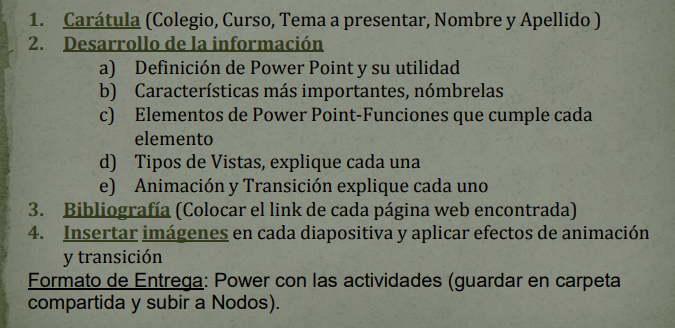 1. Carátula (Colegio, Curso, Tema a presentar, Nombre y Apellido )
2. Desarrollo de la información
a) Definición de Power Point y su utilidad
b) Características más importantes, nómbrelas
c) Elementos de Power Point-Funciones que cumple cada
elemento
d) Tipos de Vistas, explique cada una
e) Animación y Transición explique cada uno
3. Bibliografía (Colocar el link de cada página web encontrada)
4. Insertar imágenes en cada diapositiva y aplicar efectos de animación
y transición
Formato de Entrega: Power con las actividades (guardar en carpeta
compartida y subir a Nodos).